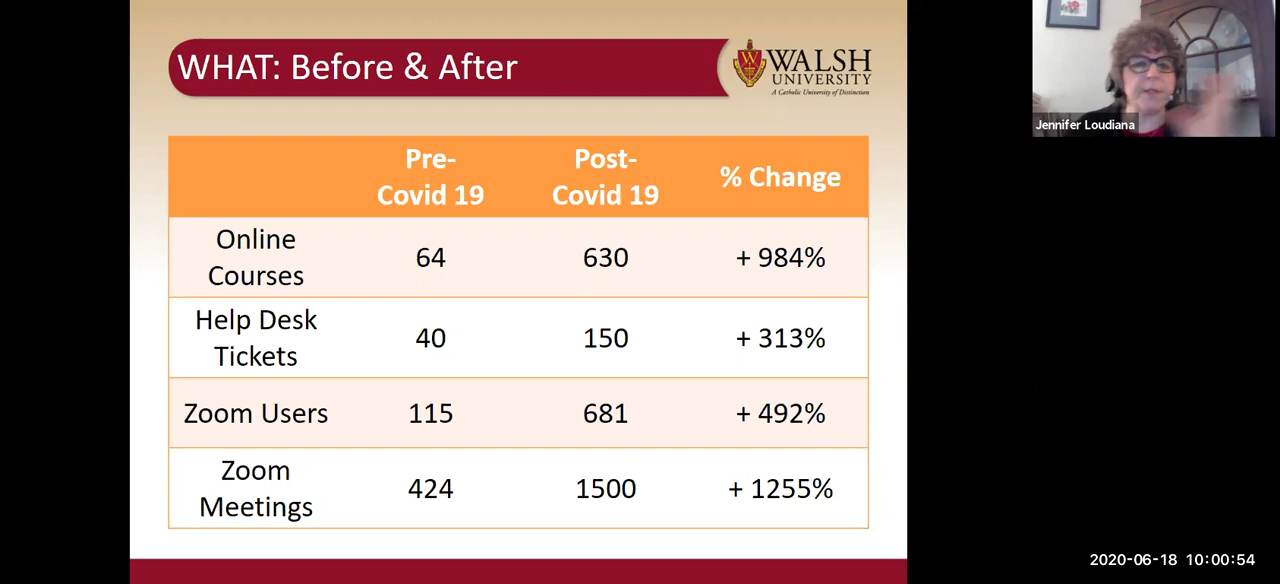 WHAT: Before & After
WALSH
UNIVERSITY
A Catholic University of Distinction
Jennifer Loudiana
Pre-
Covid 19
Post-
Covid 19
% Change
Online
Courses
64
630
+ 984%
Help Desk
Tickets
40
150
+ 313%
Zoom Users
115
681
+ 492%
Zoom
Meetings
424
1500
+ 1255%
2020-06-18 10:00:54